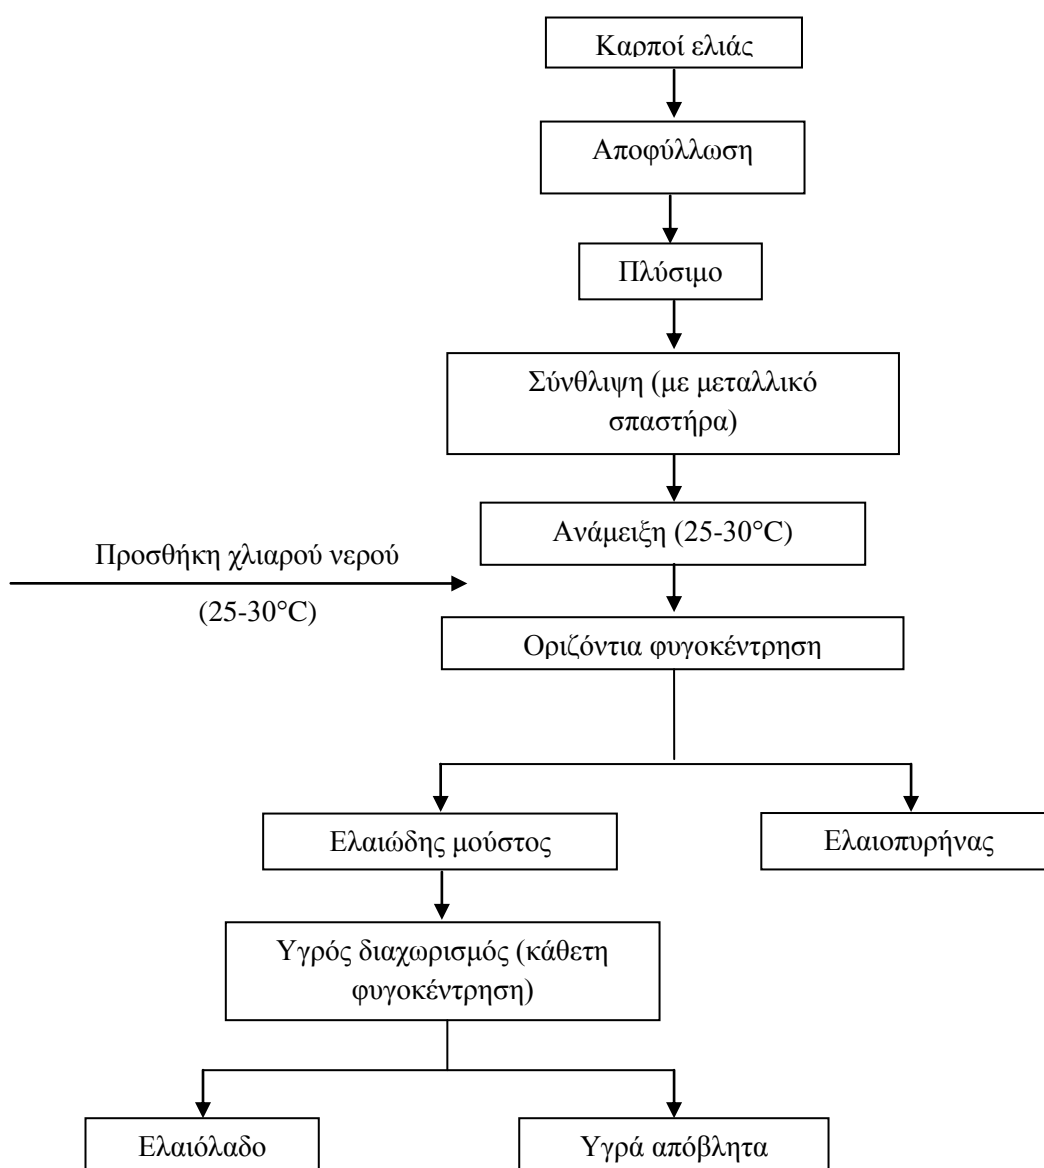 Καρποί ελιάς
Αποφύλλωση
Πλύσιμο
Σύνθλιψη (με μεταλλικό
σπαστήρα)
Ανάμειξη (25-30°C)
Προσθήκη χλιαρού νερού
(25-30°C)
Οριζόντια φυγοκέντρηση
Ελαιώδης μούστος
Ελαιοπυρήνας
Υγρός διαχωρισμός (κάθετη
φυγοκέντρηση)
Ελαιόλαδο
Υγρά απόβλητα